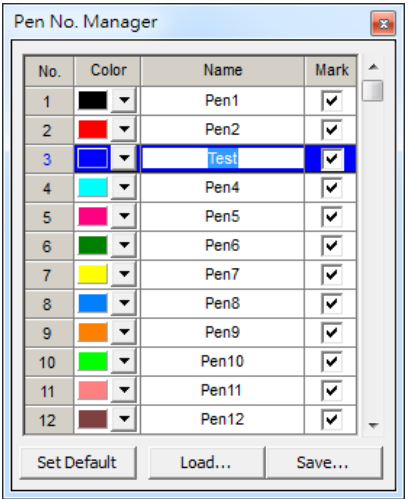 Pen No. Manager
No. Color Name Mark
1 Pen1
2 Pen2
3 Test
4 Pen4
5 Pen5
6 Pen6
7 Pen7
8 Pen8
9 Pen9
10 Pen10
11 Pen11
12 Pen12
Set Default Load... Save...